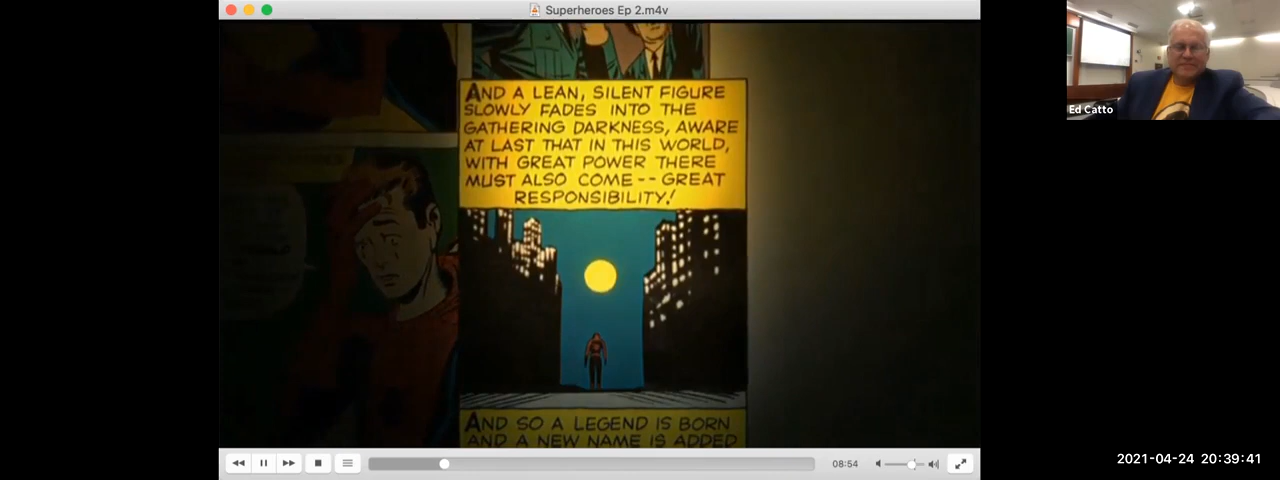 Superheroes Ep 2.m4v
AND A LEAN, SILENT FIGURE
SLOWLY FADES INTO THE
GATHERING DARKNESS, AWARE
AT LAST THAT IN THIS WORLD,
WITH GREAT POWER THERE
MUST ALSO COME -- GREAT
RESPONSIBILITY!
AND SO A LEGEND IS BORN
AND A NEW NAME IS ADDED
08:54
Ed Catto
2021-04-24 20:39:41